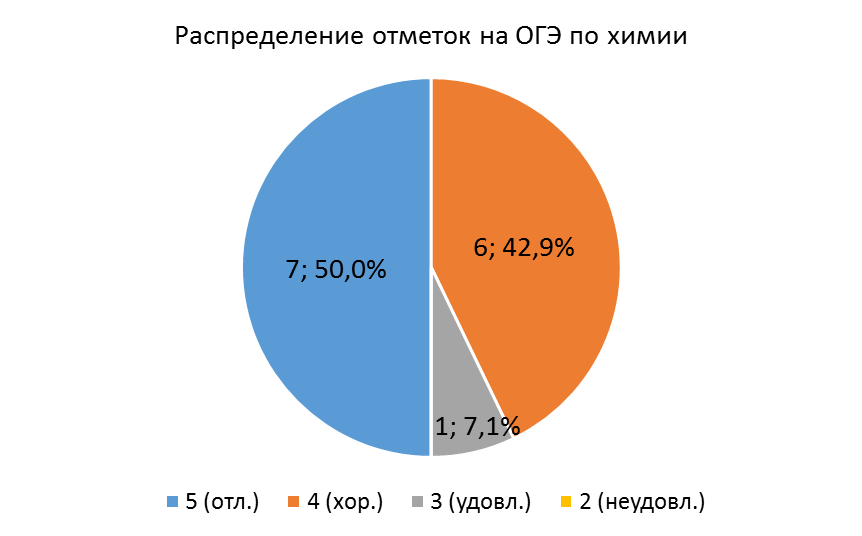 Распределение отметок на ОГЭ по химии
6; 42,9%
7; 50,0%
1; 7,1%
5 (отл.) 4 (хор.) 3 (удовл.) 2 (неудовл.)